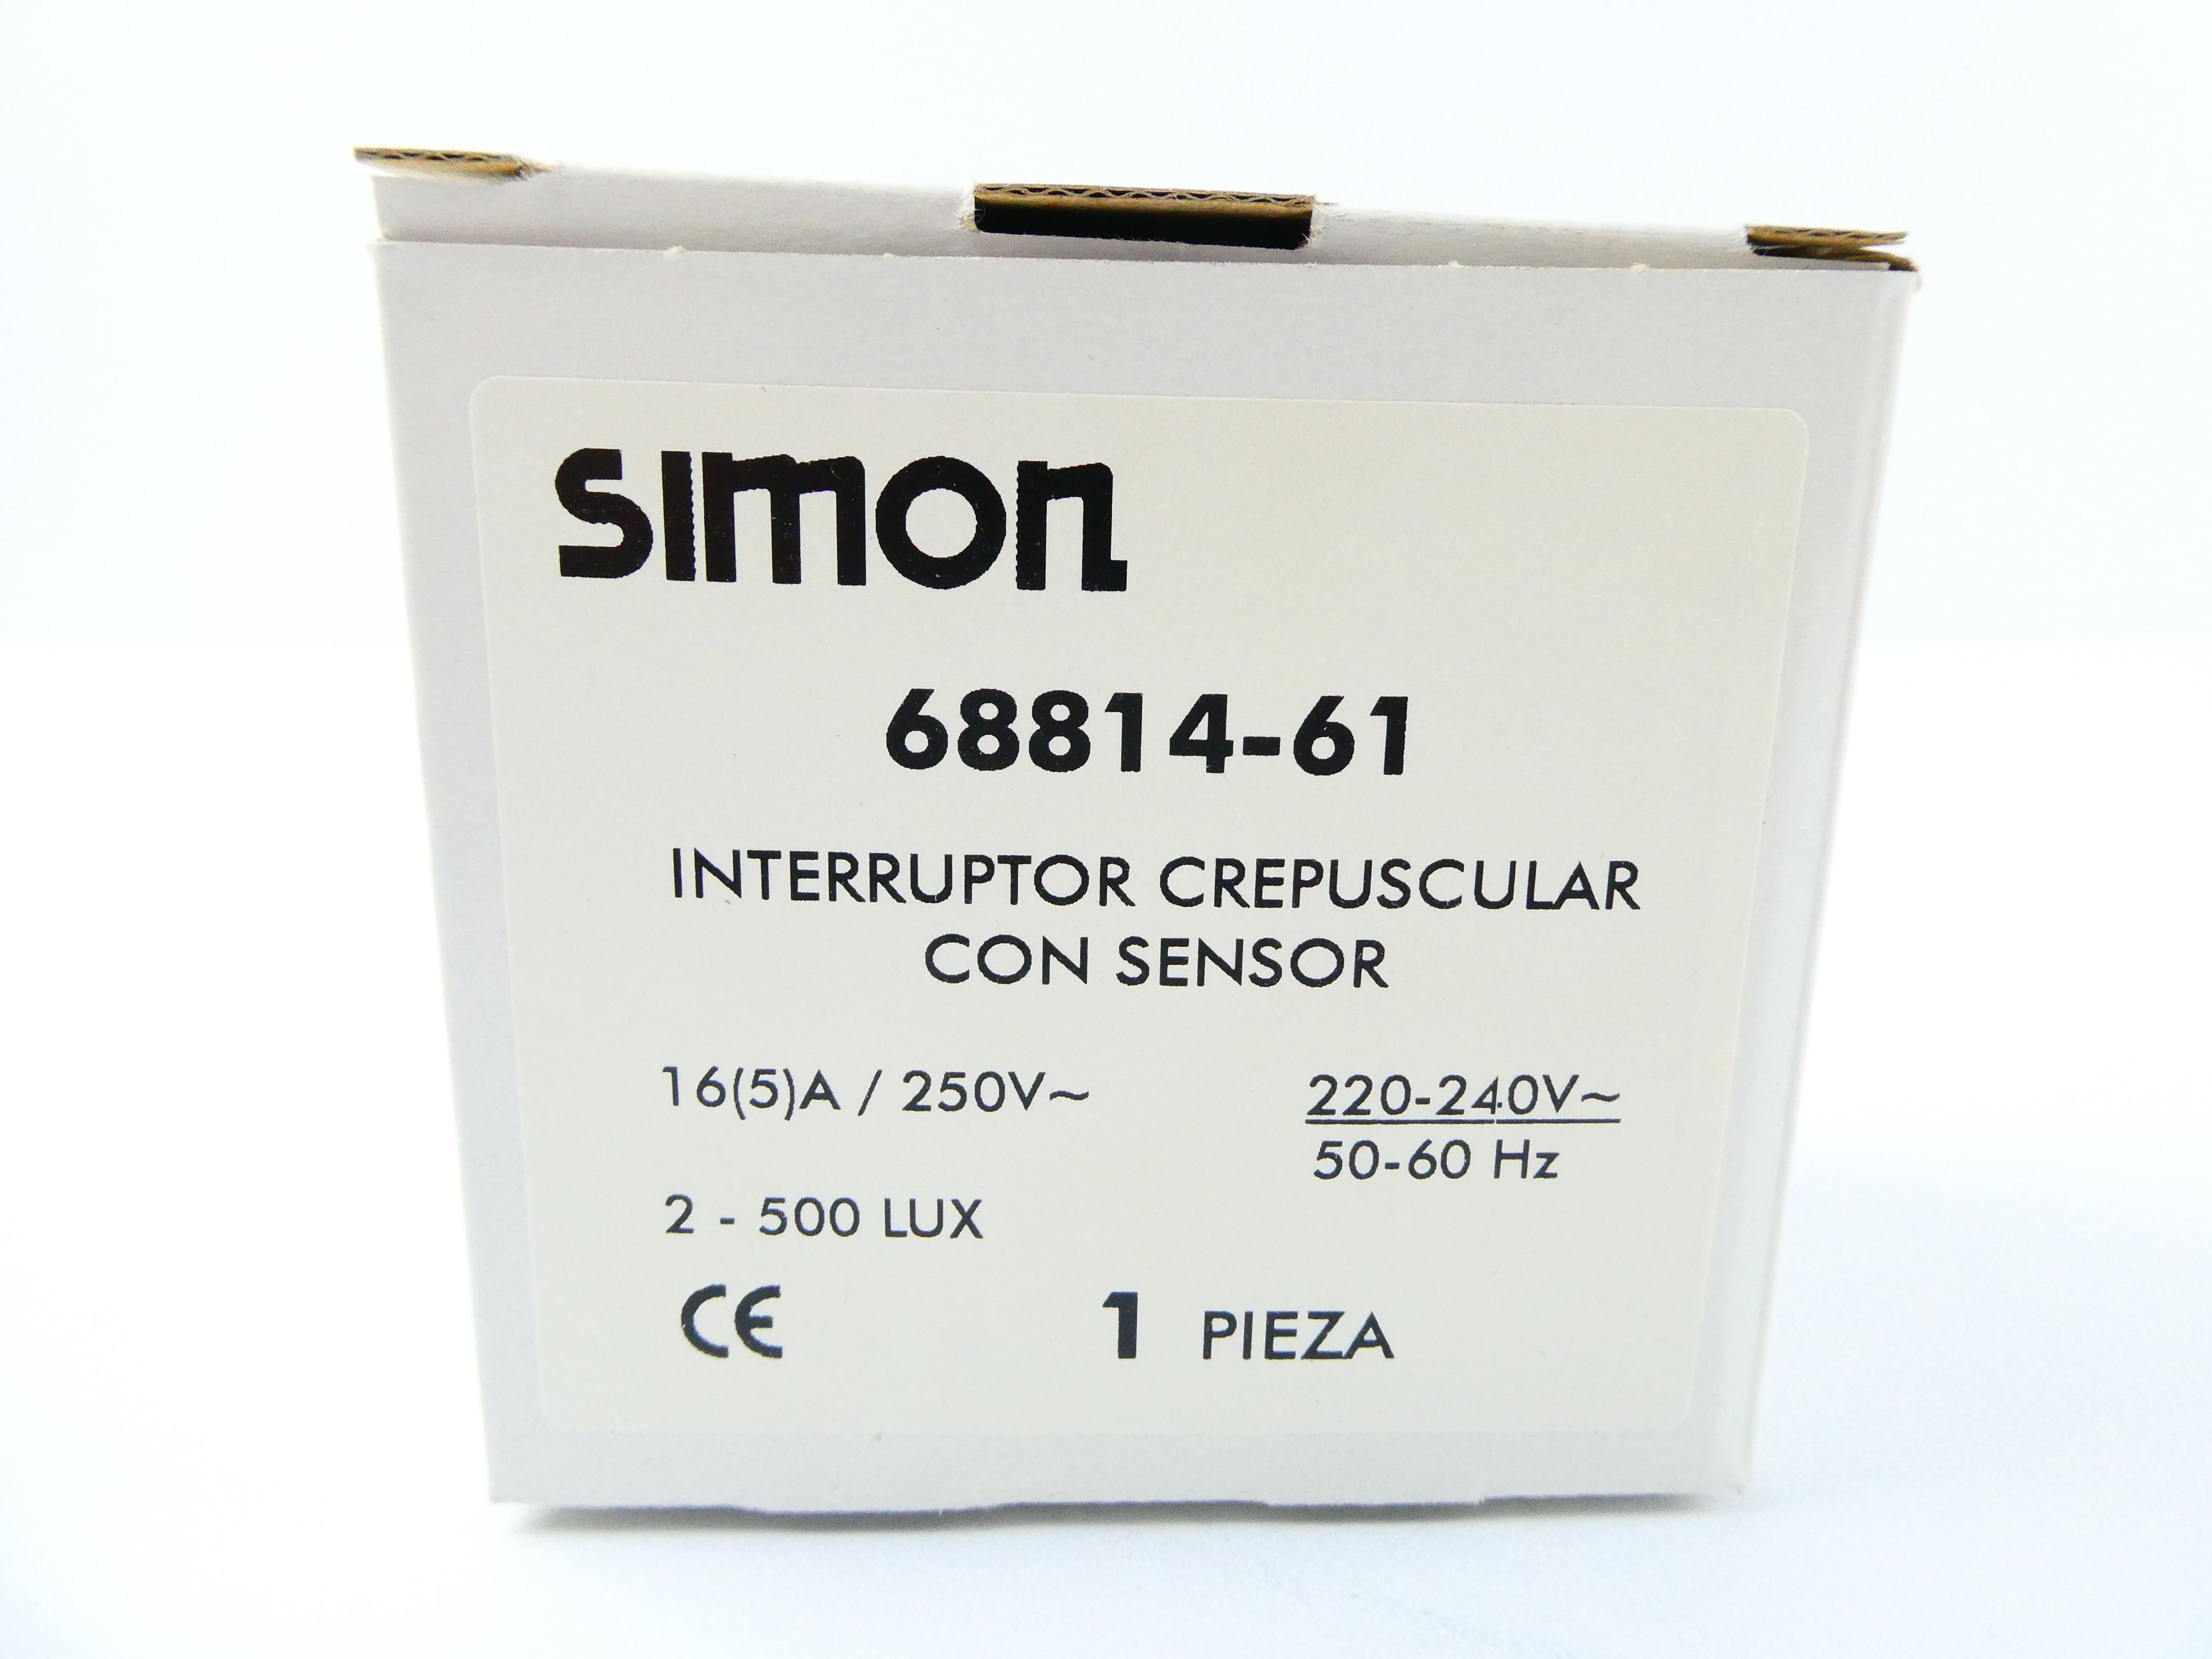 simon
68814-61
INTERRUPTOR CREPUSCULAR
CON SENSOR
16(5)A / 250V~
220-240V~
50-60 Hz
2 - 500 LUX
CE
1 PIEZA